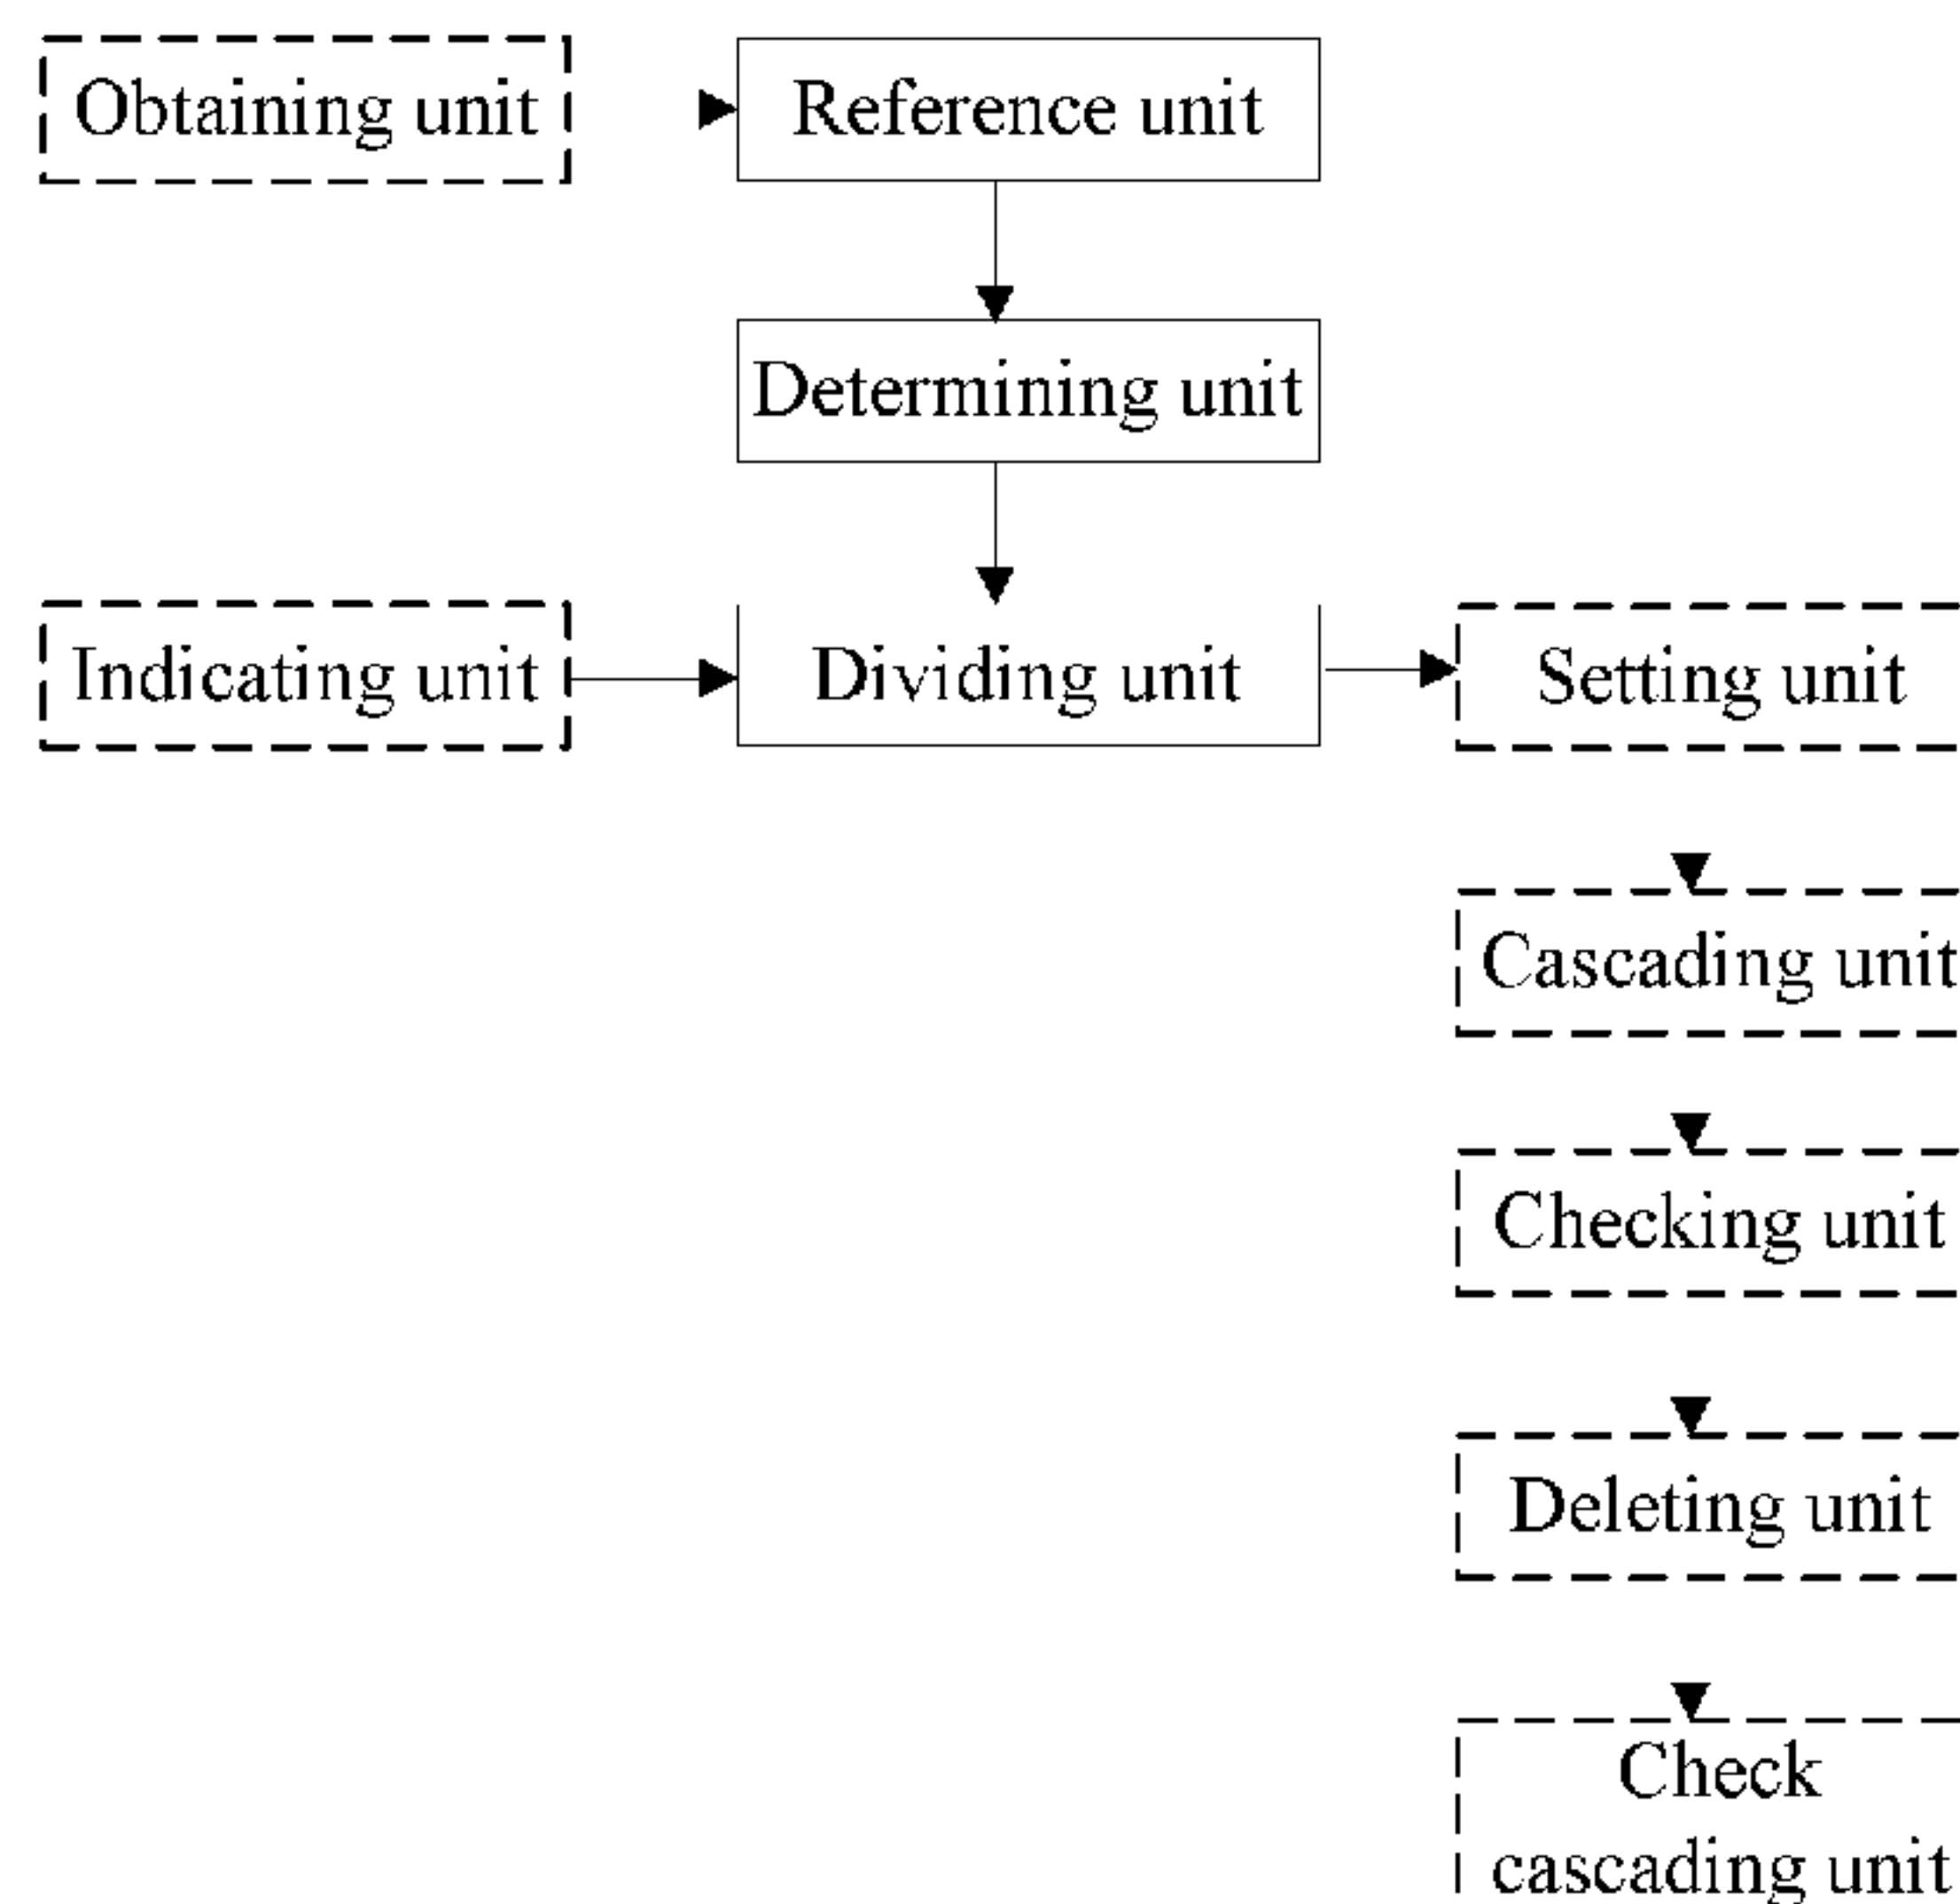 Obtaining unit
Reference unit
Determining unit
Indicating unit
Dividing unit
Setting unit
Cascading unit
Checking unit
Deleting unit
Check
cascading unit